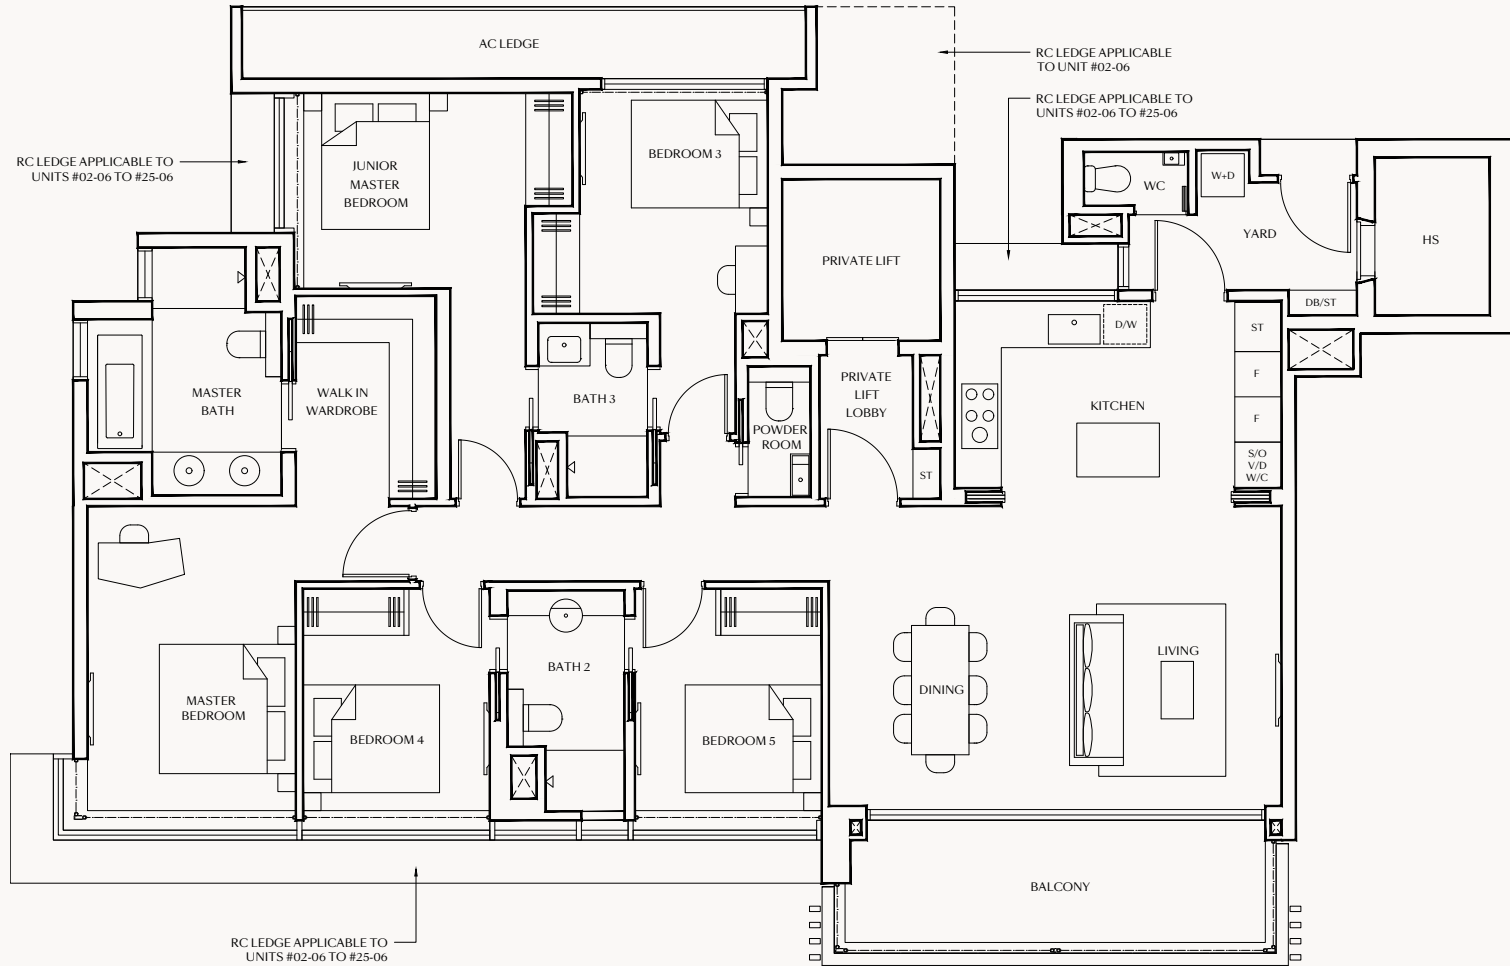 AC LEDGE
RC LEDGE APPLICABLE
TO UNIT #02-06
RC LEDGE APPLICABLE TO
UNITS #02-06 TO #25-06
RC LEDGE APPLICABLE TO
UNITS #02-06 TO #25-06
JUNIOR
MASTER
BEDROOM
BEDROOM 3
WC
W+D
YARD
HS
PRIVATE LIFT
DB/ST
D/W
ST
F
F
S/O
V/D
W/C
KITCHEN
PRIVATE
LIFT
LOBBY
ST
MASTER
BATH
WALK IN
WARDROBE
BATH 3
POWDER
ROOM
MASTER
BEDROOM
BEDROOM 4
BATH 2
BEDROOM 5
DINING
LIVING
BALCONY
RC LEDGE APPLICABLE TO
UNITS #02-06 TO #25-06